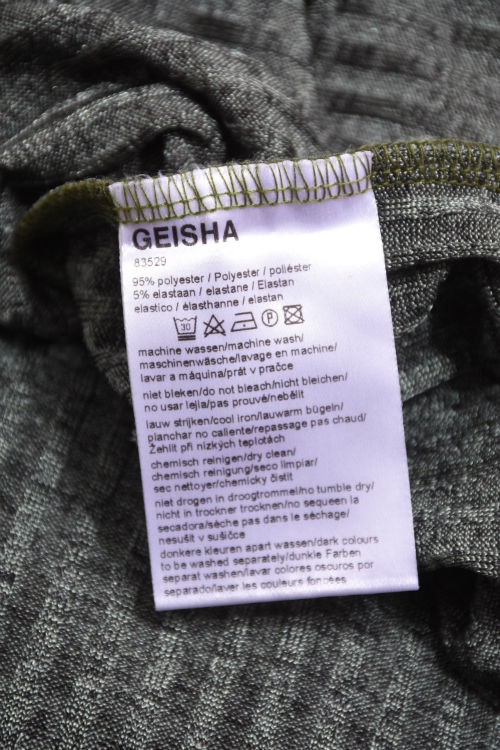 GEISHA
83529
95% polyester / Polyester / poliéster
5% elastaan / elastane / Elastan
elastico / élasthanne / elastan
30 P
machine wassen/machine wash/
maschinenwäsche/lavage en machine/
lavar a máquina/prát v pračce
niet bleken/do not bleach/nicht bleichen/
no usar lejia/pas prouvé/nebělit
lauw strijken/cool iron/lauwarm bügeln/
planchar no caliente/repassage pas chaud/
Žehlit při nízkých teplotách
chemisch reinigen/dry clean/
chemisch reinigung/seco limpiar/
sec nettoyer/chemicky čistit
niet drogen in droogtrommel/no tumble dry/
nicht in trockner trocknen/no sequen la
secadora/sèche pas dans le séchage/
nesušit v sušičce
donkere kleuren apart wassen/dark colours
to be washed separately/dunkle Farben
separat waschen/lavar colores oscuros por
separado/laver les couleurs foncées